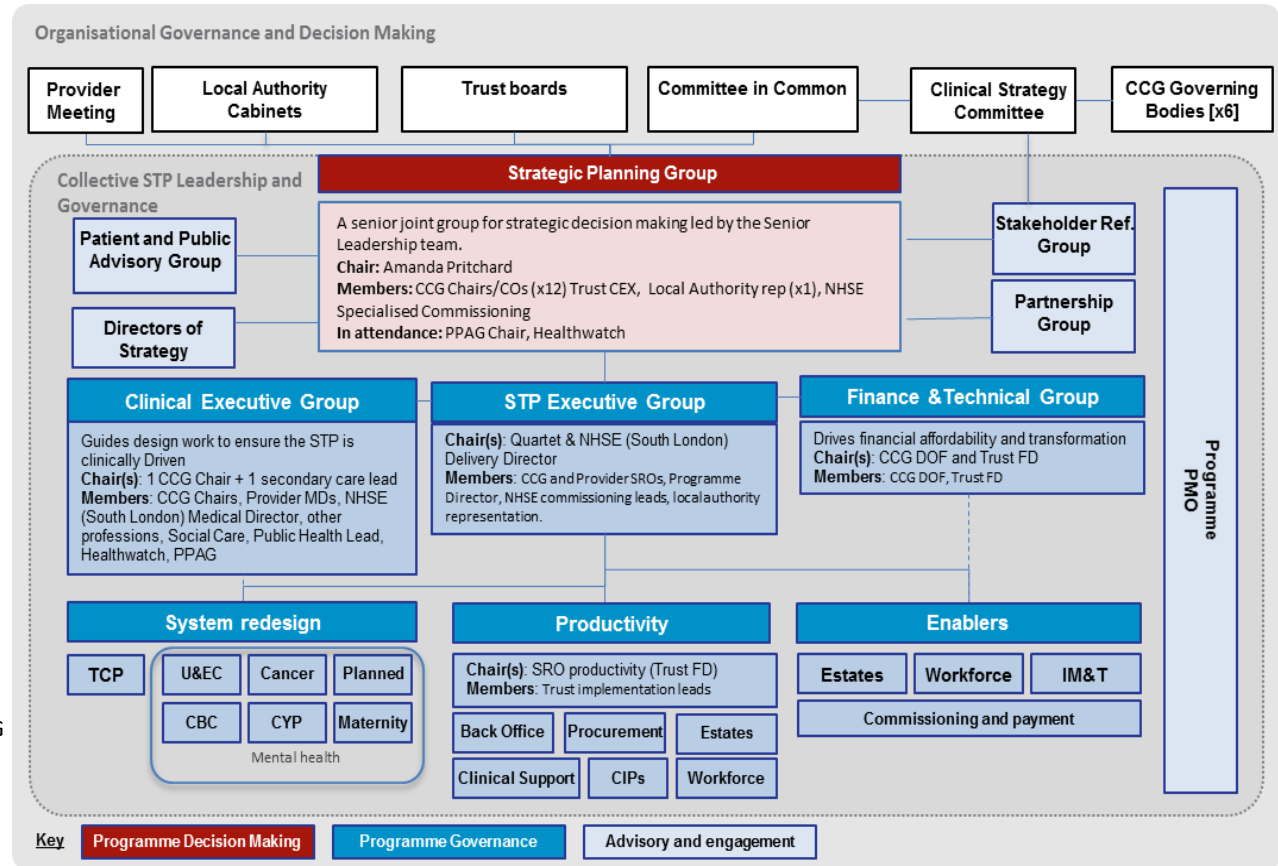 Organisational Governance and Decision Making
Provider
Meeting
Local Authority
Cabinets
Trust boards
Committee in Common
Clinical Strategy
Committee
CCG Governing
Bodies [x6]
Collective STP Leadership and
Governance
Strategic Planning Group
A senior joint group for strategic decision making led by the Senior
Leadership team.
Chair: Amanda Pritchard
Members: CCG Chairs/COs (x12) Trust CEX, Local Authority rep (x1), NHSE
Specialised Commissioning
In attendance: PPAG Chair, Healthwatch
Patient and Public
Advisory Group
Directors of
Strategy
Stakeholder Ref.
Group
Partnership
Group
Programme
PMO
Clinical Executive Group
Guides design work to ensure the STP is
clinically Driven
Chair(s): 1 CCG Chair + 1 secondary care lead
Members: CCG Chairs, Provider MDs, NHSE
(South London) Medical Director, other
professions, Social Care, Public Health Lead,
Healthwatch, PPAG
STP Executive Group
Chair(s): Quartet & NHSE (South London)
Delivery Director
Members: CCG and Provider SROs, Programme
Director, NHSE commissioning leads, local authority
representation.
Finance & Technical Group
Drives financial affordability and transformation
Chair(s): CCG DOF and Trust FD
Members: CCG DOF, Trust FD
System redesign
TCP
U&EC
Cancer
Planned
CBC
CYP
Maternity
Mental health
Productivity
Chair(s): SRO productivity (Trust FD)
Members: Trust implementation leads
Back Office
Procurement
Estates
Clinical Support
CIPs
Workforce
Enablers
Estates
Workforce
IM&T
Commissioning and payment
Key
Programme Decision Making
Programme Governance
Advisory and engagement